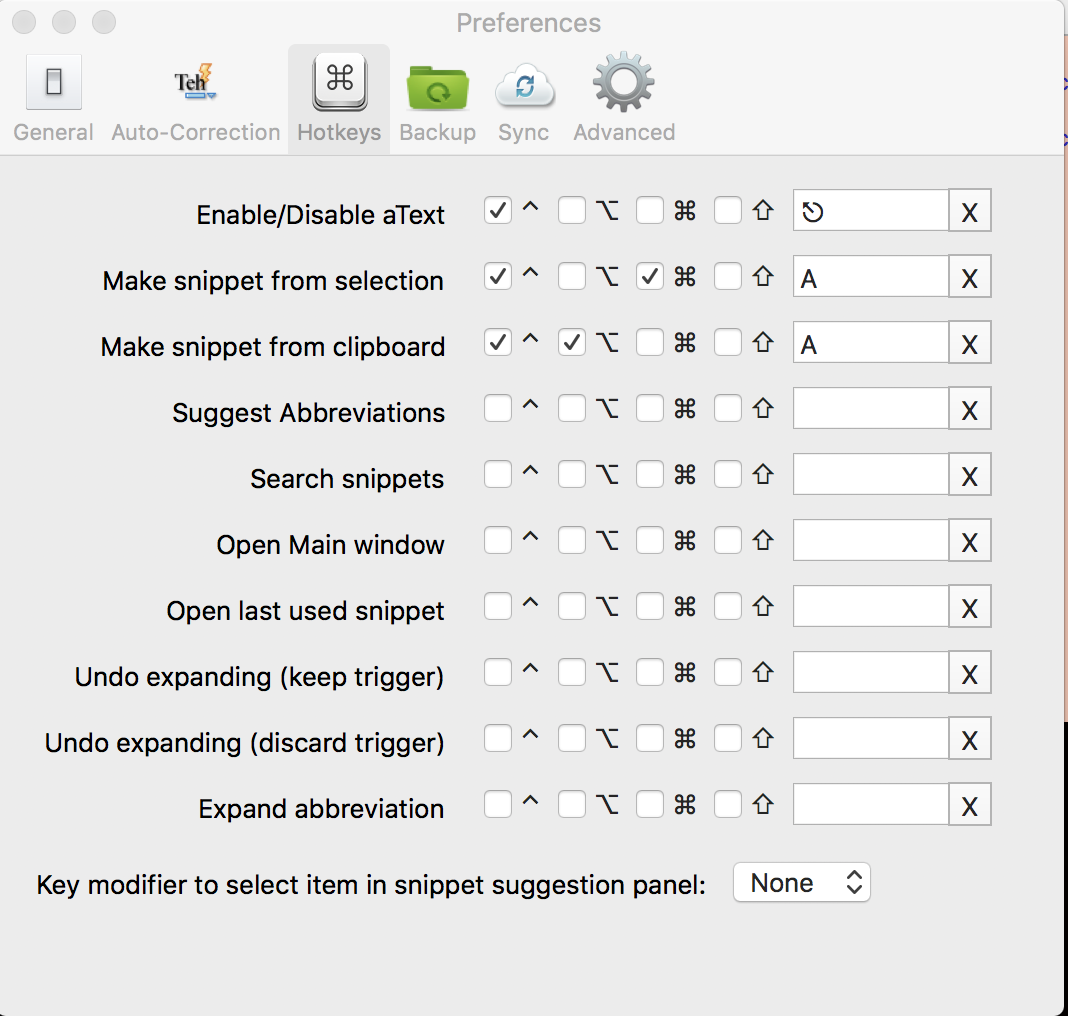 Preferences
Teh
General Auto-Correction Hotkeys Backup Sync Advanced
Enable/Disable aText ✓ ^ ⌥ ⌘ ⇧ ⎋ X
Make snippet from selection ✓ ^ ⌥ ✓ ⌘ ⇧ A X
Make snippet from clipboard ✓ ^ ✓ ⌥ ⌘ ⇧ A X
Suggest Abbreviations ^ ⌥ ⌘ ⇧ X
Search snippets ^ ⌥ ⌘ ⇧ X
Open Main window ^ ⌥ ⌘ ⇧ X
Open last used snippet ^ ⌥ ⌘ ⇧ X
Undo expanding (keep trigger) ^ ⌥ ⌘ ⇧ X
Undo expanding (discard trigger) ^ ⌥ ⌘ ⇧ X
Expand abbreviation ^ ⌥ ⌘ ⇧ X
Key modifier to select item in snippet suggestion panel: None